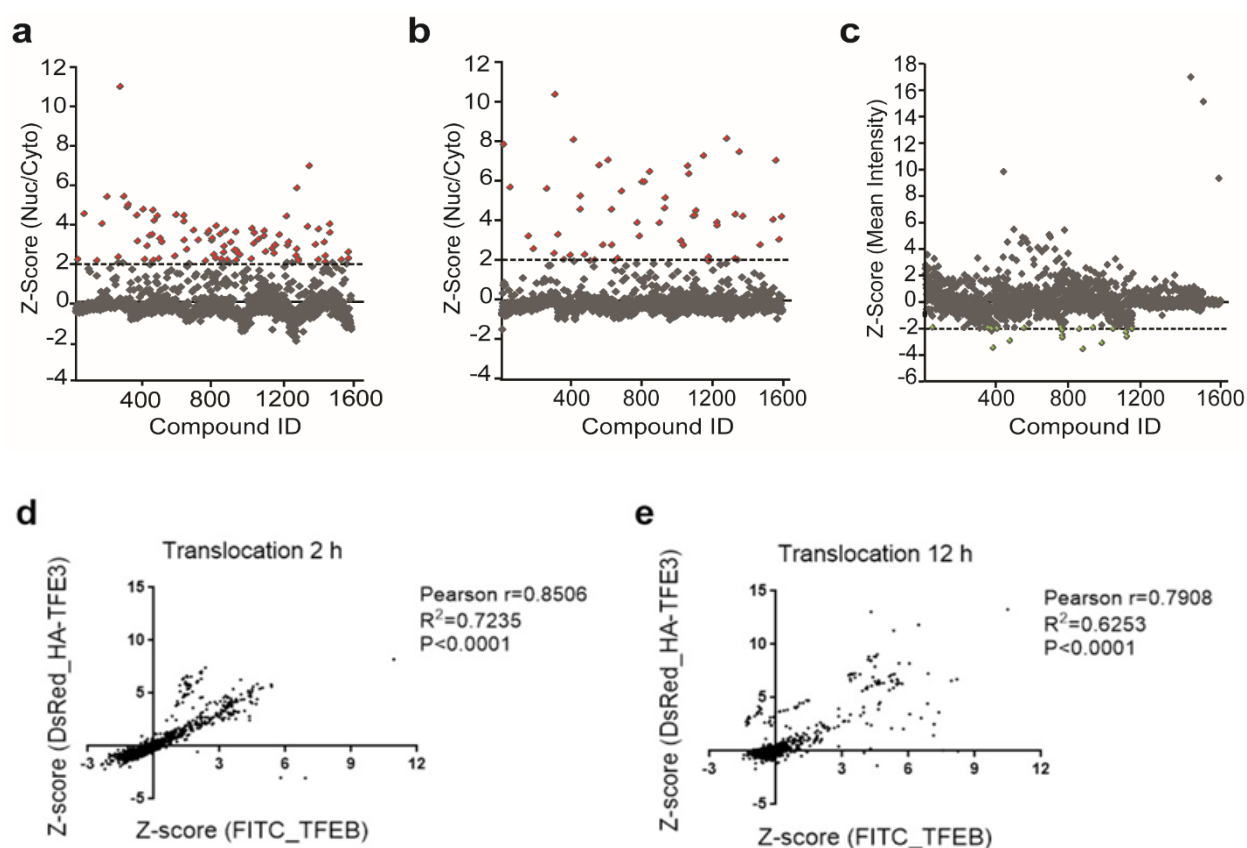 a
12
10
8
6
4
2
0
-2
-4
Z-Score (Nuc/Cyto)
400 800 1200 1600
Compound ID
b
12
10
8
6
4
2
0
-2
-4
Z-Score (Nuc/Cyto)
400 800 1200 1600
Compound ID
c
18
16
14
12
10
8
6
4
2
0
-2
-4
-6
Z-Score (Mean Intensity)
400 800 1200 1600
Compound ID
d
Translocation 2 h
Z-score (DsRed_HA-TFE3)
15
10
5
-5
-3 3 6 9 12
Z-score (FITC_TFEB)
Pearson r=0.8506
R²=0.7235
P<0.0001
e
Translocation 12 h
Z-score (DsRed_HA-TFE3)
15
10
5
-5
-3 3 6 9 12
Z-score (FITC_TFEB)
Pearson r=0.7908
R²=0.6253
P<0.0001